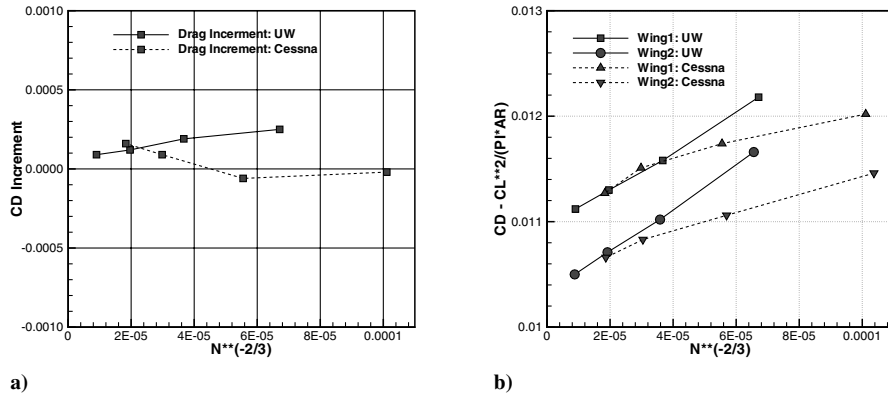 0.0010
0.0005
0.0000
-0.0005
-0.0010
CD Increment
Drag Incerment: UW
Drag Increment: Cessna
0
2E-05
4E-05
6E-05
8E-05
0.0001
N**(-2/3)
a)
0.013
0.012
0.011
0.01
CD - CL**2/(PI*AR)
Wing1: UW
Wing2: UW
Wing1: Cessna
Wing2: Cessna
0
2E-05
4E-05
6E-05
8E-05
0.0001
N**(-2/3)
b)